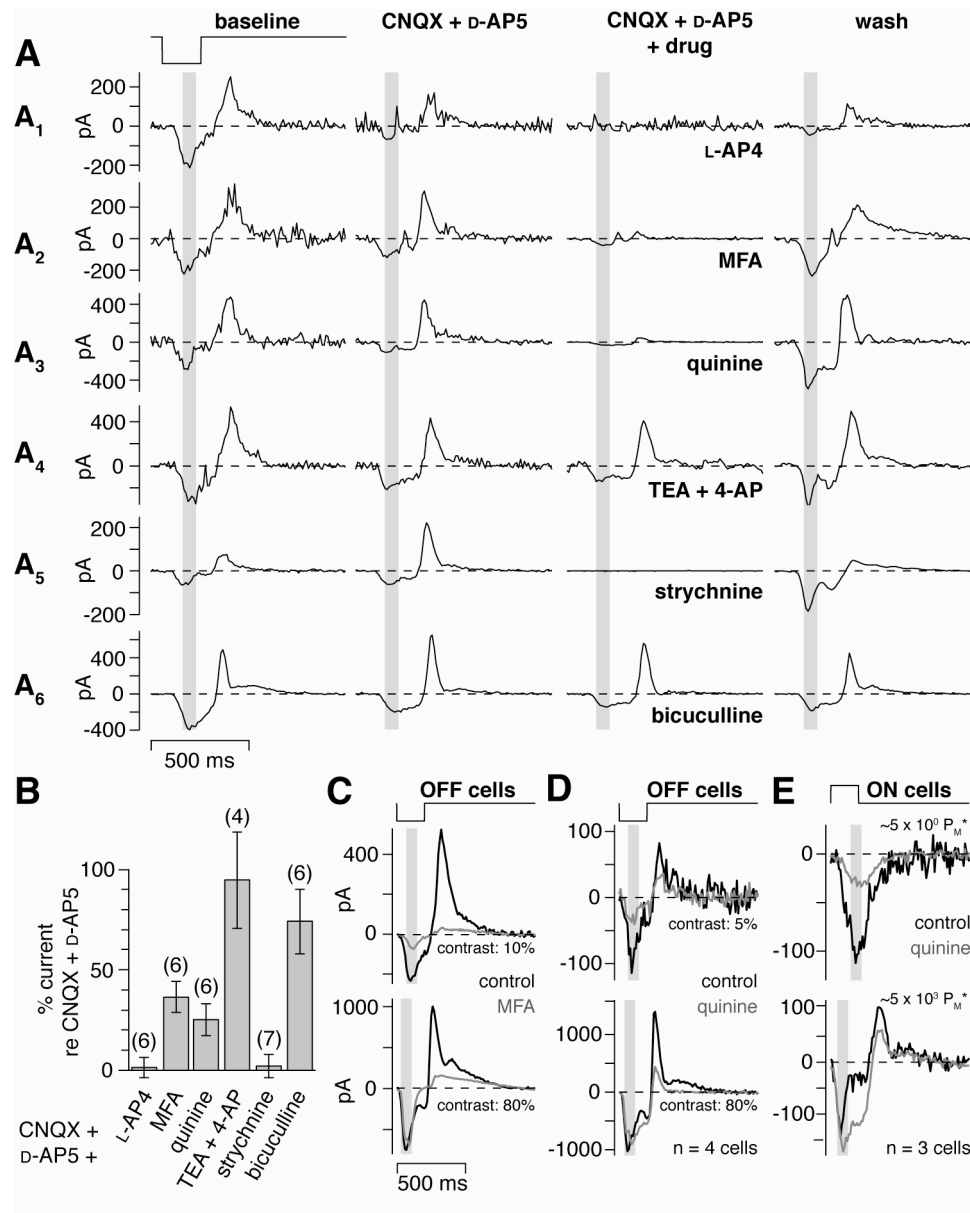 A
baseline
CNQX + D-AP5
CNQX + D-AP5
+ drug
wash
A1
pA
200
0
-200
L-AP4
A2
pA
200
0
-200
MFA
A3
pA
400
0
-400
quinine
A4
pA
400
0
TEA + 4-AP
A5
pA
200
0
-200
strychnine
A6
pA
400
0
-400
bicuculline
500 ms
B
% current
re CNQX + D-AP5
100
50
0
(6)
(6)
(6)
(4)
(7)
(6)
CNQX +
D-AP5 +
L-AP4
MFA
quinine
TEA + 4-AP
strychnine
bicuculline
C
OFF cells
pA
400
0
contrast: 10%
control
MFA
pA
1000
0
contrast: 80%
500 ms
D
OFF cells
100
0
-100
contrast: 5%
control
quinine
1000
0
-1000
contrast: 80%
n = 4 cells
E
ON cells
~5 x 10⁰ PM*
0
-100
control
quinine
~5 x 10³ PM*
100
0
-100
n = 3 cells